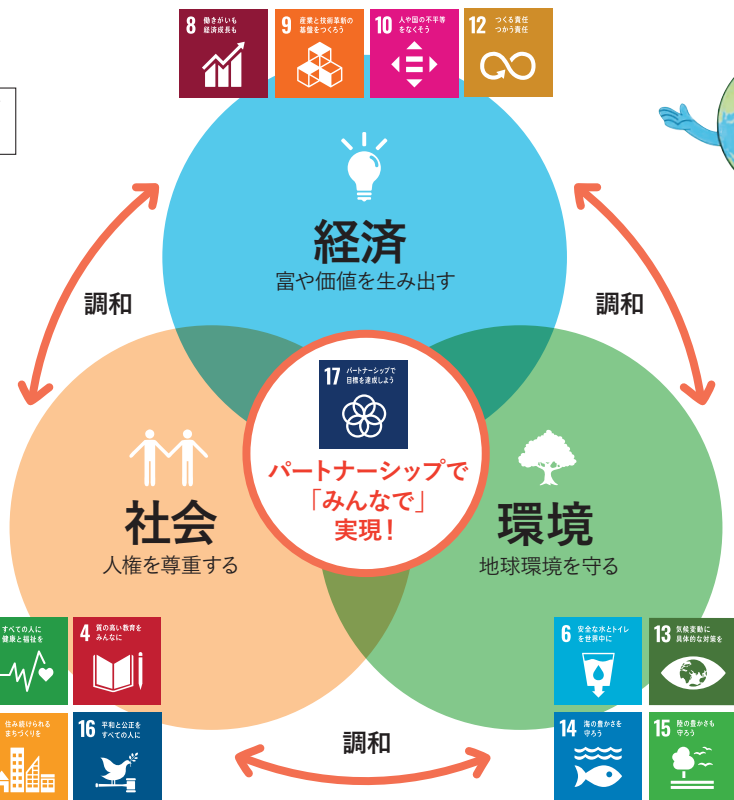 8 働きがいも
経済成長も
9 産業と技術革新の
基盤をつくろう
10 人や国の不平等
をなくそう
12 つくる責任
つかう責任
経済
富や価値を生み出す
調和
調和
17 パートナーシップで
目標を達成しよう
パートナーシップで
「みんなで」
実現!
社会
人権を尊重する
環境
地球環境を守る
すべての人に
健康と福祉を
4 質の高い教育を
みんなに
6 安全な水とトイレ
を世界中に
13 気候変動に
具体的な対策を
住み続けられる
まちづくりを
16 平和と公正を
すべての人に
14 海の豊かさを
守ろう
15 陸の豊かさも
守ろう
調和